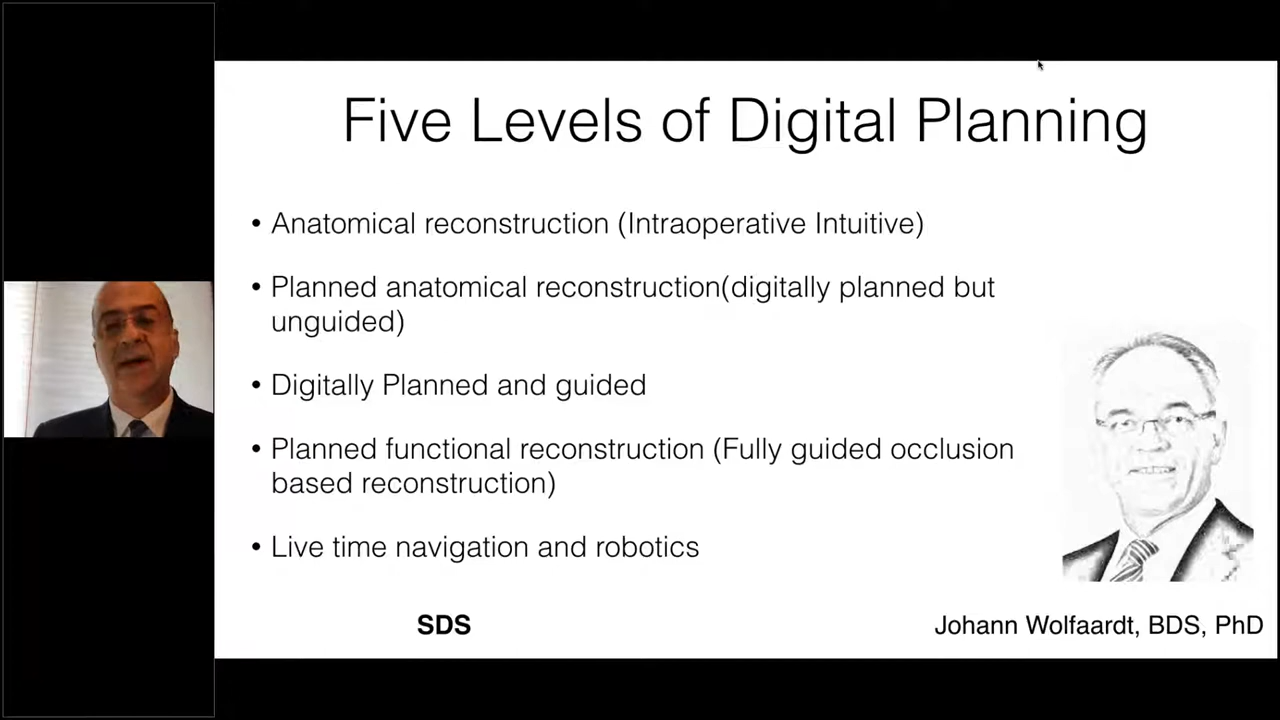 Five Levels of Digital Planning
• Anatomical reconstruction (Intraoperative Intuitive)
• Planned anatomical reconstruction(digitally planned but
unguided)
• Digitally Planned and guided
• Planned functional reconstruction (Fully guided occlusion
based reconstruction)
• Live time navigation and robotics
SDS
Johann Wolfaardt, BDS, PhD